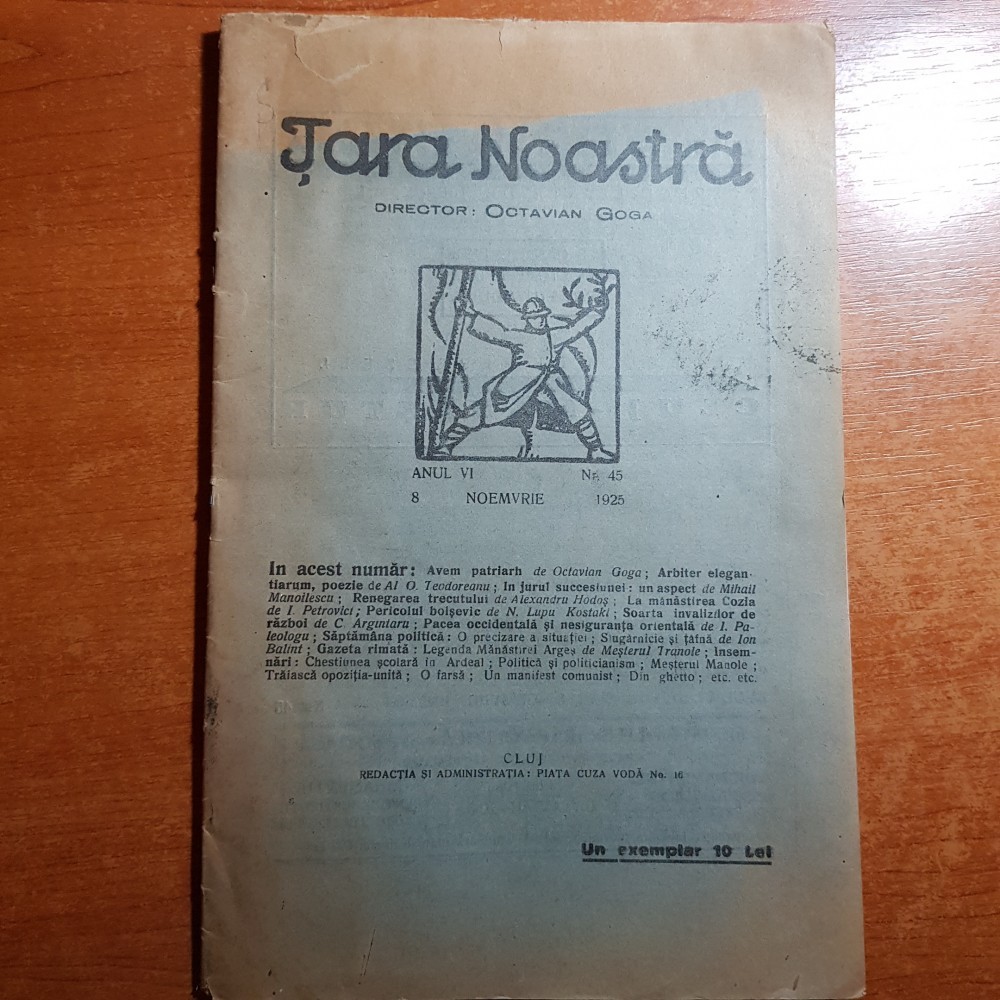 Țara Noastră
DIRECTOR: OCTAVIAN GOGA
ANUL VI Nr. 45
8 NOEMVRIE 1925
In acest număr: Avem patriarh de Octavian Goga; Arbiter elegan-
tiarum, poezie de Al O. Teodoreanu; In jurul succesiunei: un aspect de Mihail
Manoilescu; Renegarea trecutului de Alexandru Hodoș; La mânăstirea Cozia
de I. Petrovici; Pericolul bolșevic de N. Lupu Kostaki; Soarta invalizilor de
război de C. Argintaru; Pacea occidentală și nesiguranța orientală de I. Pa-
leologu; Săptămâna politică: O precizare a situației; Slugărnicie și țâfnă de Ion
Balint; Gazeta rimată: Legenda Mănăstirei Argeș de Meșterul Tranole; Insem-
nări: Chestiunea școlară în Ardeal; Politică și politicianism; Meșterul Manole;
Trăiască opoziția-unită; O farsă; Un manifest comunist; Din ghetto; etc. etc.
CLUJ
REDACȚIA ȘI ADMINISTRAȚIA: PIAȚA CUZA VODĂ No. 16
Un exemplar 10 Lei